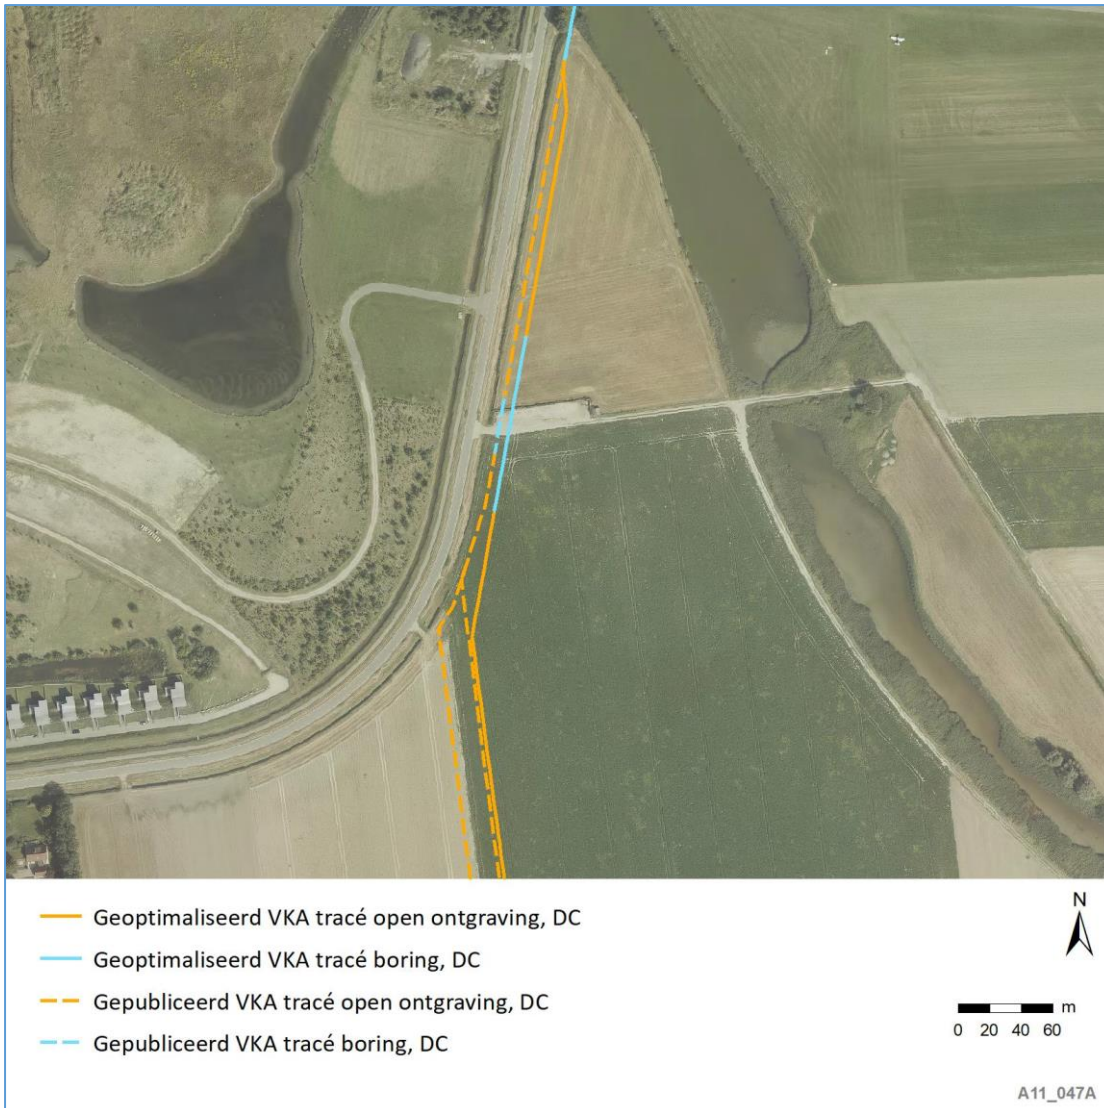 Geoptimaliseerd VKA tracé open ontgraving, DC
Geoptimaliseerd VKA tracé boring, DC
Gepubliceerd VKA tracé open ontgraving, DC
Gepubliceerd VKA tracé boring, DC
N
m
0 20 40 60
A11_047A